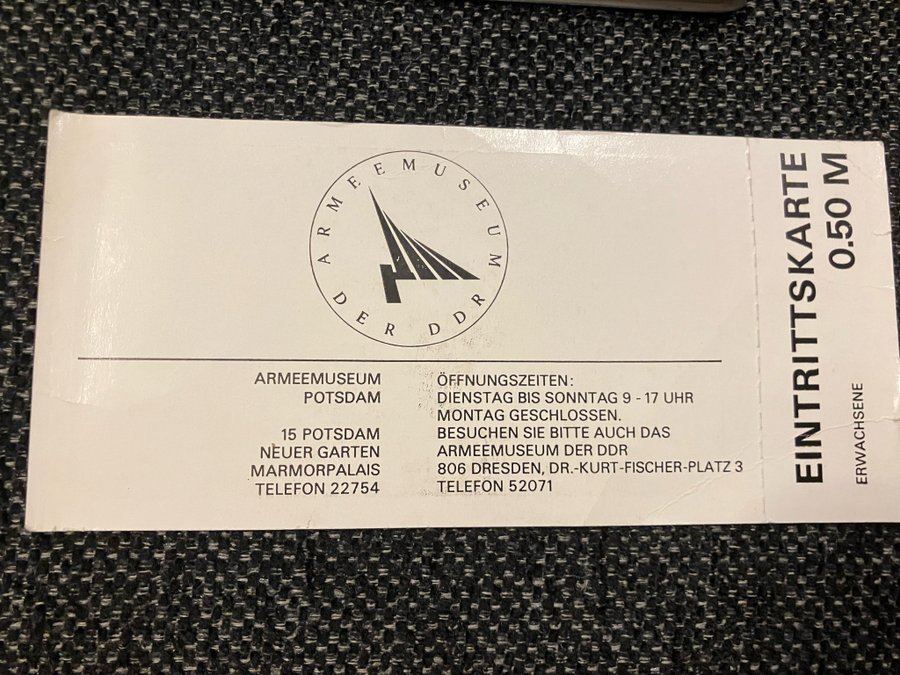 ARMEEMUSEUM
DER DDR
ARMEEMUSEUM
POTSDAM
15 POTSDAM
NEUER GARTEN
MARMORPALAIS
TELEFON 22754
ÖFFNUNGSZEITEN:
DIENSTAG BIS SONNTAG 9 - 17 UHR
MONTAG GESCHLOSSEN.
BESUCHEN SIE BITTE AUCH DAS
ARMEEMUSEUM DER DDR
806 DRESDEN, DR.-KURT-FISCHER-PLATZ 3
TELEFON 52071
EINTRITTSKARTE
0.50 M
ERWACHSENE